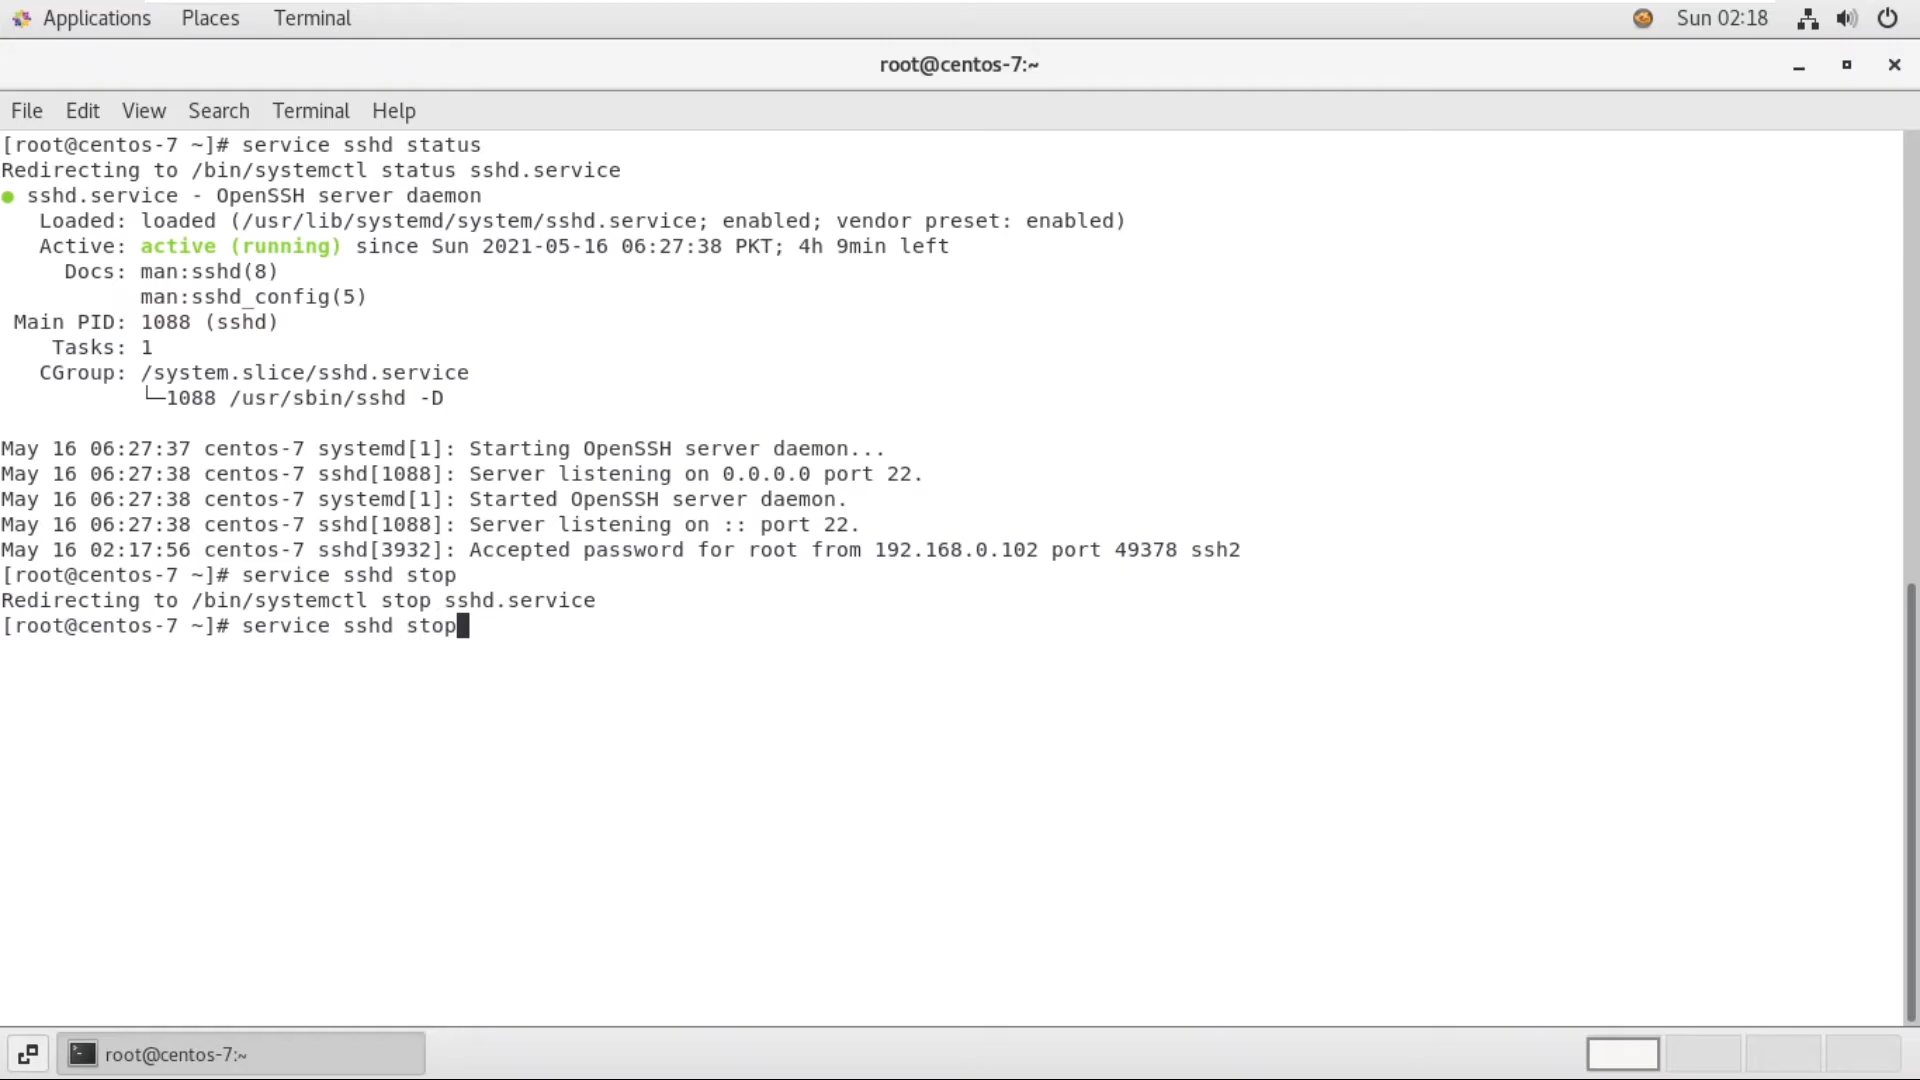 Applications Places Terminal Sun 02:18
root@centos-7:~
File Edit View Search Terminal Help
[root@centos-7 ~]# service sshd status
Redirecting to /bin/systemctl status sshd.service
● sshd.service - OpenSSH server daemon
   Loaded: loaded (/usr/lib/systemd/system/sshd.service; enabled; vendor preset: enabled)
   Active: active (running) since Sun 2021-05-16 06:27:38 PKT; 4h 9min left
     Docs: man:sshd(8)
           man:sshd_config(5)
 Main PID: 1088 (sshd)
    Tasks: 1
   CGroup: /system.slice/sshd.service
           └─1088 /usr/sbin/sshd -D
May 16 06:27:37 centos-7 systemd[1]: Starting OpenSSH server daemon...
May 16 06:27:38 centos-7 sshd[1088]: Server listening on 0.0.0.0 port 22.
May 16 06:27:38 centos-7 systemd[1]: Started OpenSSH server daemon.
May 16 06:27:38 centos-7 sshd[1088]: Server listening on :: port 22.
May 16 02:17:56 centos-7 sshd[3932]: Accepted password for root from 192.168.0.102 port 49378 ssh2
[root@centos-7 ~]# service sshd stop
Redirecting to /bin/systemctl stop sshd.service
[root@centos-7 ~]# service sshd stop
root@centos-7:~